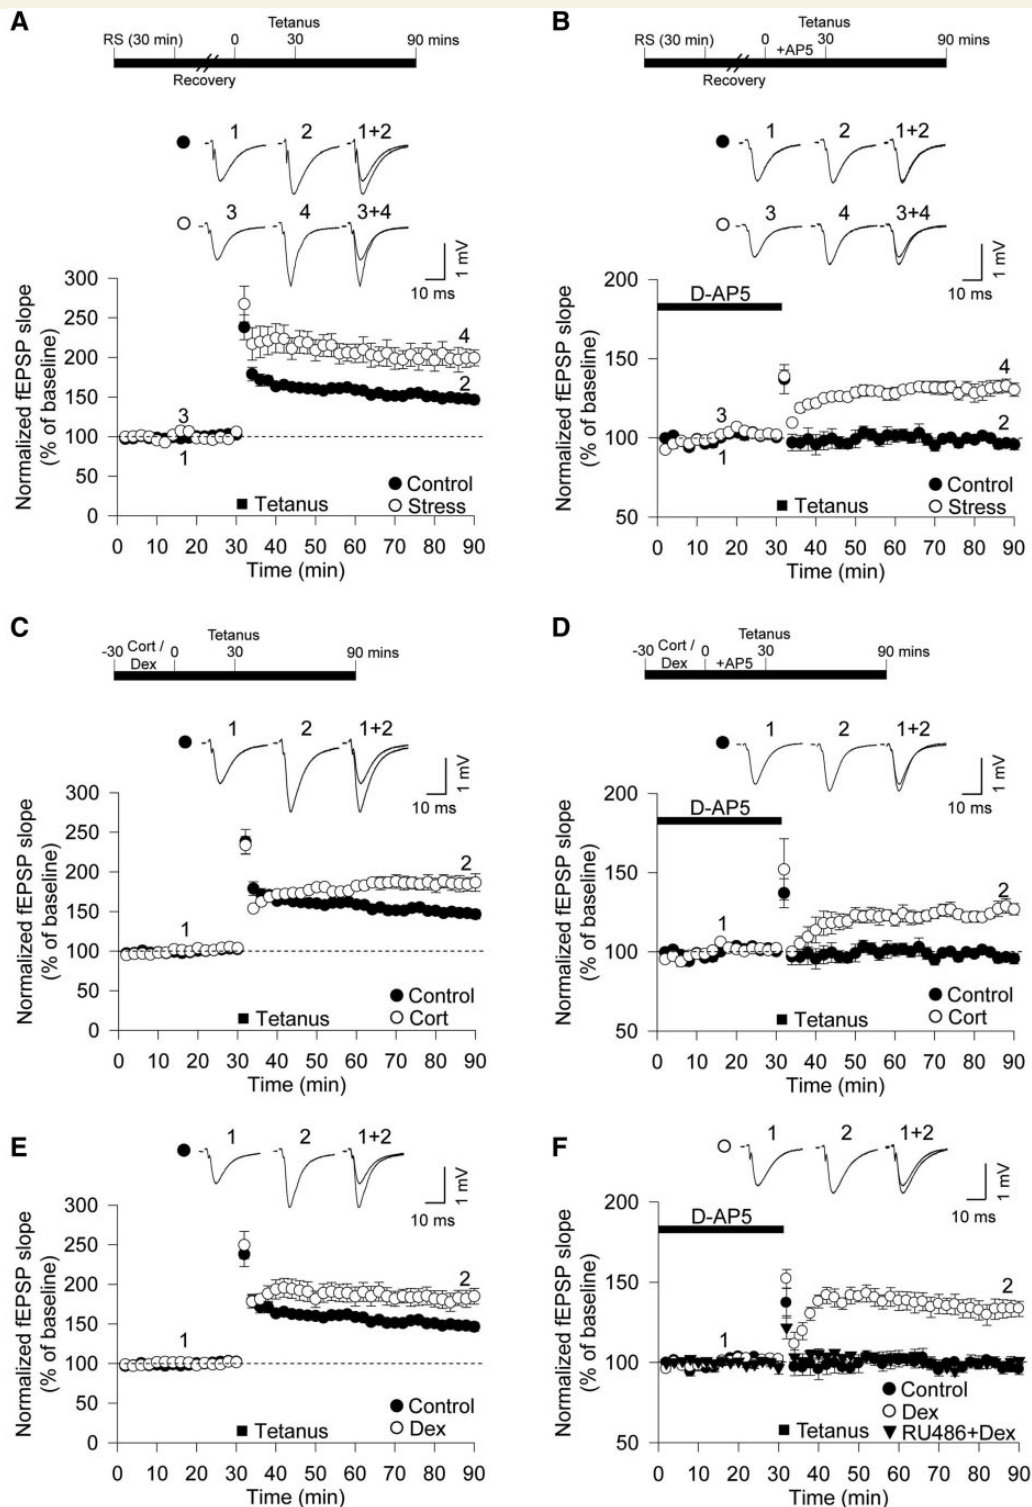 A
Tetanus
RS (30 min) 0 30 90 mins
Recovery
1 2 1+2
3 4 3+4
1 mV
10 ms
Normalized fEPSP slope
(% of baseline)
300
250
200
150
100
50
0
4
2
3
1
Control
Stress
Tetanus
0 10 20 30 40 50 60 70 80 90
Time (min)
B
Tetanus
RS (30 min) 0 30 90 mins
+AP5
Recovery
1 2 1+2
3 4 3+4
1 mV
10 ms
Normalized fEPSP slope
(% of baseline)
200
150
100
50
D-AP5
4
2
3
1
Control
Stress
Tetanus
0 10 20 30 40 50 60 70 80 90
Time (min)
C
Tetanus
-30 Cort / 0 30 90 mins
Dex
1 2 1+2
1 mV
10 ms
Normalized fEPSP slope
(% of baseline)
300
250
200
150
100
50
0
2
1
Control
Cort
Tetanus
0 10 20 30 40 50 60 70 80 90
Time (min)
D
Tetanus
-30 Cort / 0 30 90 mins
Dex +AP5
1 2 1+2
1 mV
10 ms
Normalized fEPSP slope
(% of baseline)
200
150
100
50
D-AP5
2
1
Control
Cort
Tetanus
0 10 20 30 40 50 60 70 80 90
Time (min)
E
1 2 1+2
1 mV
10 ms
Normalized fEPSP slope
(% of baseline)
300
250
200
150
100
50
0
2
1
Control
Dex
Tetanus
0 10 20 30 40 50 60 70 80 90
Time (min)
F
1 2 1+2
1 mV
10 ms
Normalized fEPSP slope
(% of baseline)
200
150
100
50
D-AP5
2
1
Control
Dex
RU486+Dex
Tetanus
0 10 20 30 40 50 60 70 80 90
Time (min)